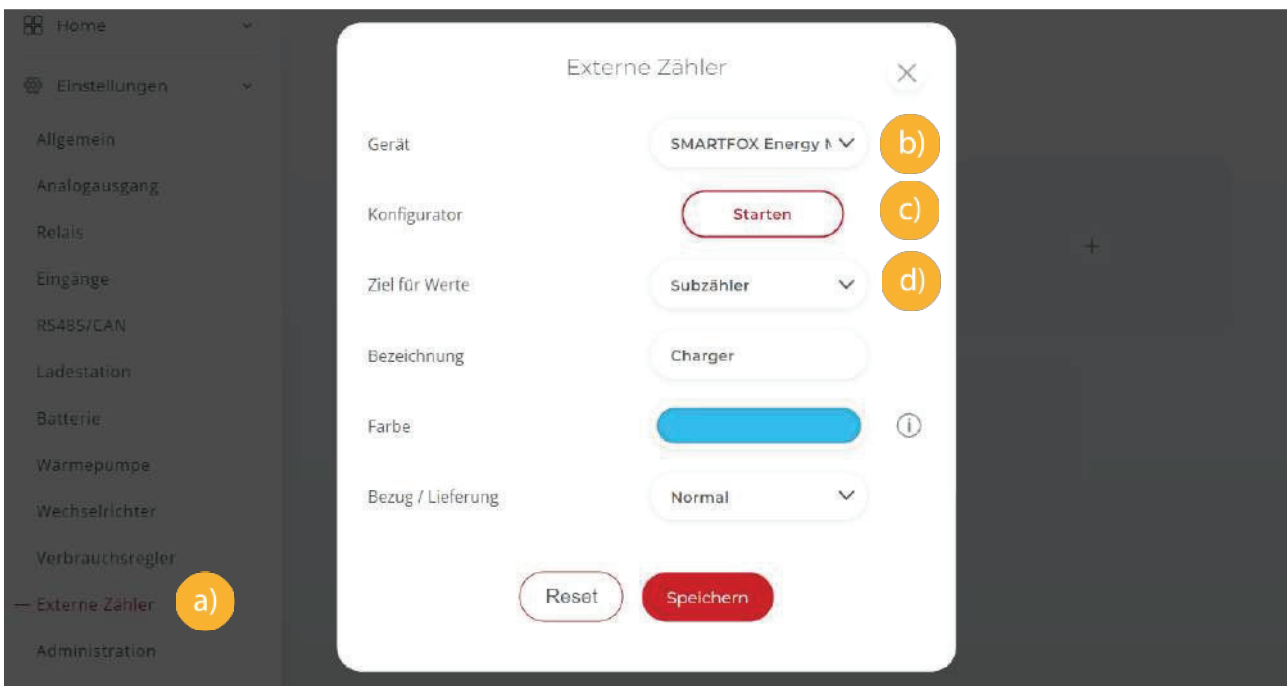 Home
Einstellungen
Allgemein
Analogausgang
Relais
Eingänge
RS485/CAN
Ladestation
Batterie
Wärmepumpe
Wechselrichter
Verbrauchsregler
Externe Zähler a)
Administration
Externe Zähler
Gerät SMARTFOX Energy b)
Konfigurator Starten c)
Ziel für Werte Subzähler d)
Bezeichnung Charger
Farbe
Bezug / Lieferung Normal
Reset Speichern